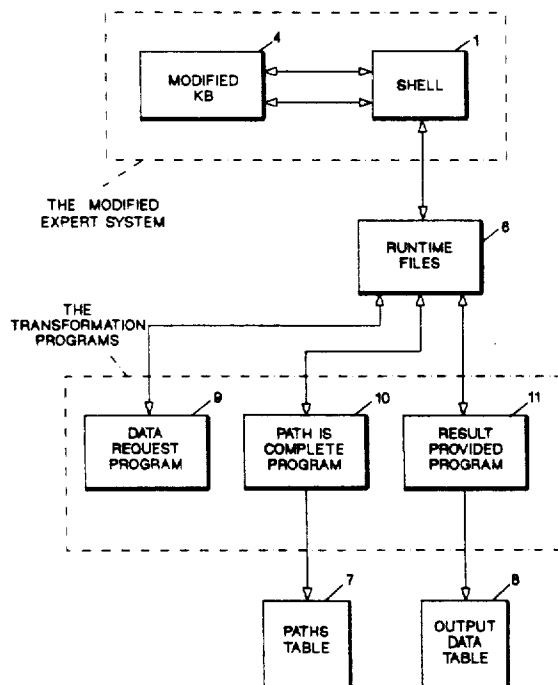 4
1
MODIFIED
KB
SHELL
THE MODIFIED
EXPERT SYSTEM
6
RUNTIME
FILES
THE
TRANSFORMATION
PROGRAMS
9
10
11
DATA
REQUEST
PROGRAM
PATH IS
COMPLETE
PROGRAM
RESULT
PROVIDED
PROGRAM
7
8
PATHS
TABLE
OUTPUT
DATA
TABLE